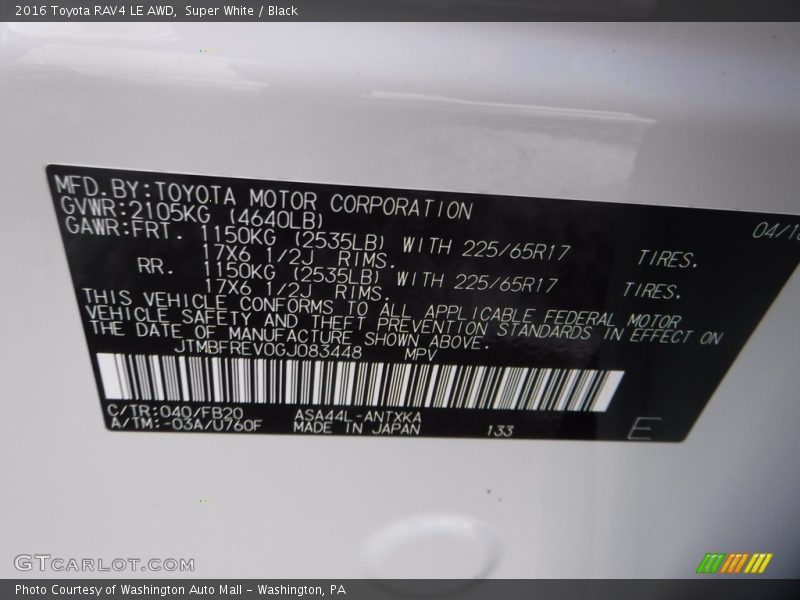 2016 Toyota RAV4 LE AWD, Super White / Black
MFD.BY:TOYOTA MOTOR CORPORATION
GVWR:2105KG (4640LB) 04/16
GAWR:FRT. 1150KG (2535LB) WITH 225/65R17 TIRES.
17X6 1/2J RIMS.
RR. 1150KG (2535LB) WITH 225/65R17 TIRES.
17X6 1/2J RIMS.
THIS VEHICLE CONFORMS TO ALL APPLICABLE FEDERAL MOTOR
VEHICLE SAFETY AND THEFT PREVENTION STANDARDS IN EFFECT ON
THE DATE OF MANUFACTURE SHOWN ABOVE.
JTMBFREV0GJ083448 MPV
C/TR:040/FB20 ASA44L-ANTXKA
A/TM:-03A/U760F MADE IN JAPAN 133 E
GTCARLOT.COM
Photo Courtesy of Washington Auto Mall - Washington, PA